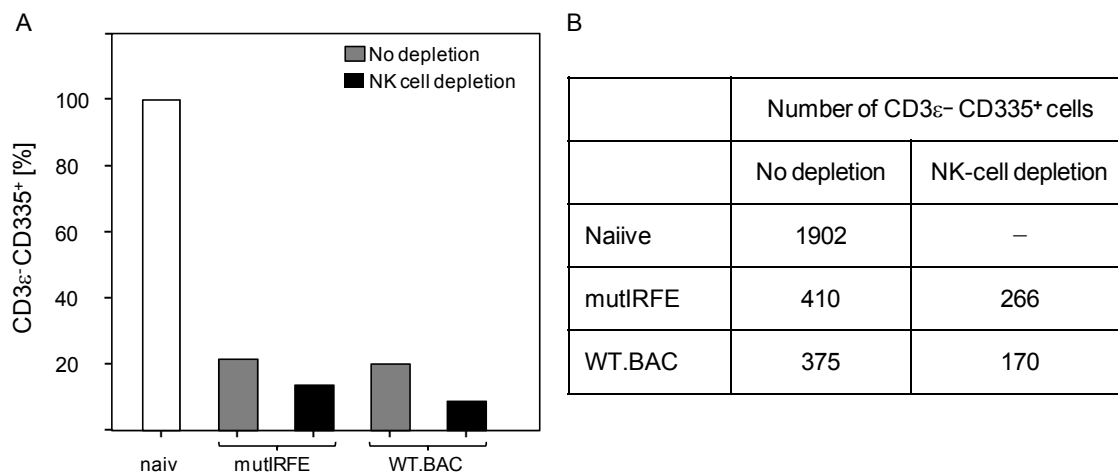 A
No depletion
NK cell depletion
CD3ε-CD335+ [%]
100
80
60
40
20
naiv
mutIRFE
WT.BAC
B
Number of CD3ε− CD335+ cells
No depletion
NK-cell depletion
Naiive
1902
–
mutIRFE
410
266
WT.BAC
375
170